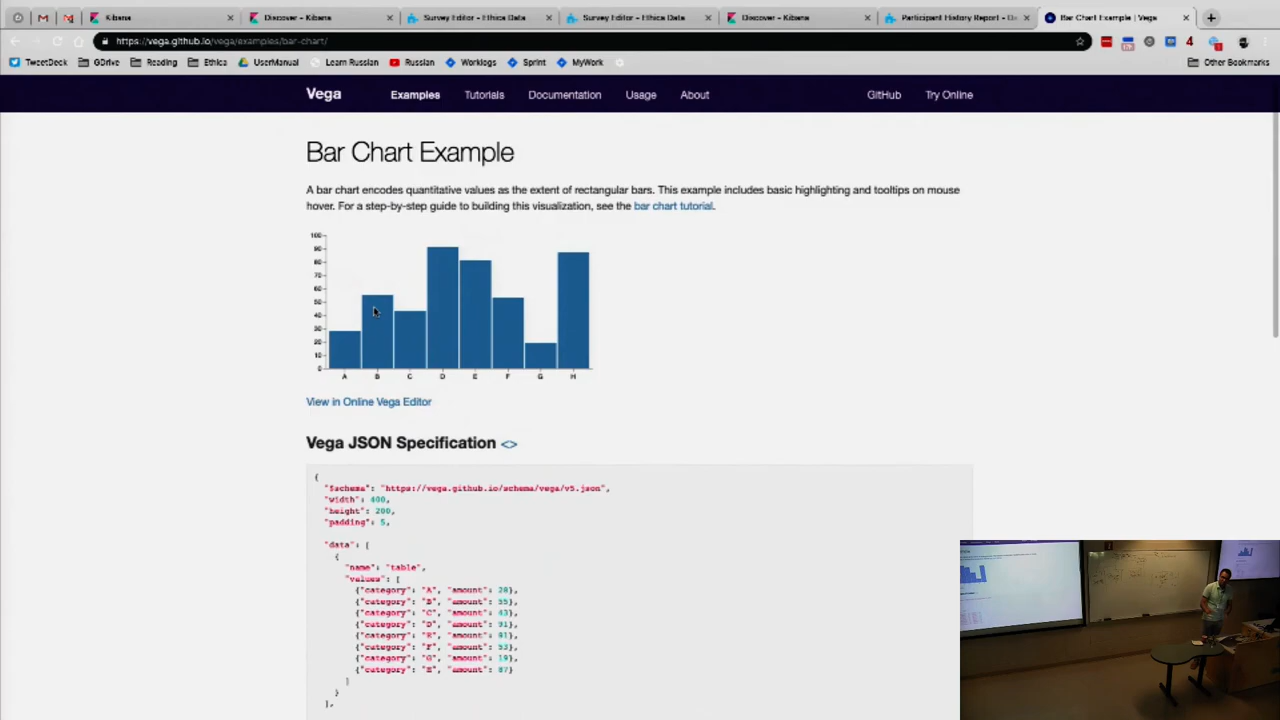 Kibana
Discover - Kibana
Survey Editor - Ethica Data
Survey Editor - Ethica Data
Discover - Kibana
Participant History Report -
Bar Chart Example | Vega
https://vega.github.io/vega/examples/bar-chart/
TweetDeck GDrive Reading Ethica UserManual Learn Russian Russian Worklogs Sprint MyWork Other Bookmarks
Vega Examples Tutorials Documentation Usage About GitHub Try Online
Bar Chart Example
A bar chart encodes quantitative values as the extent of rectangular bars. This example includes basic highlighting and tooltips on mouse
hover. For a step-by-step guide to building this visualization, see the bar chart tutorial.
100
90
80
70
60
50
40
30
20
10
0
A B C D E F G H
View in Online Vega Editor
Vega JSON Specification <>
{
"$schema": "https://vega.github.io/schema/vega/v5.json",
"width": 400,
"height": 200,
"padding": 5,
"data": [
{
"name": "table",
"values": [
{"category": "A", "amount": 28},
{"category": "B", "amount": 55},
{"category": "C", "amount": 43},
{"category": "D", "amount": 91},
{"category": "E", "amount": 81},
{"category": "F", "amount": 53},
{"category": "G", "amount": 19},
{"category": "H", "amount": 87}
]
}
],